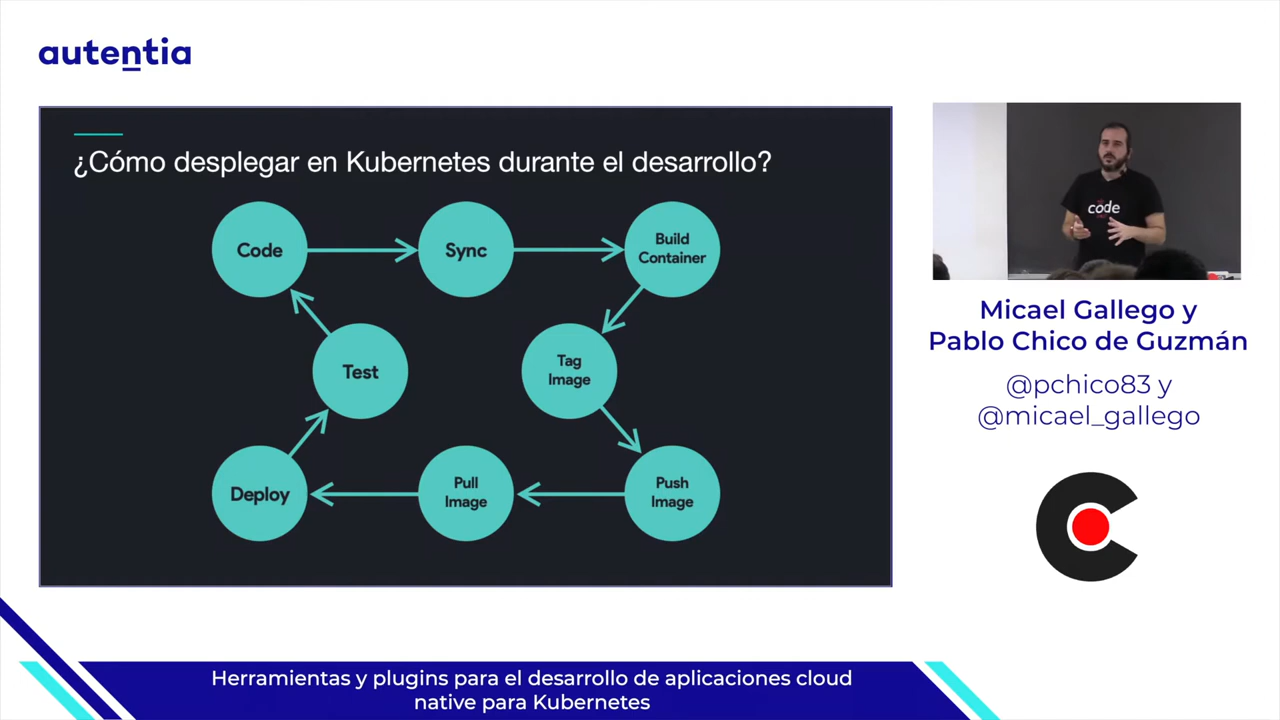 autentia
¿Cómo desplegar en Kubernetes durante el desarrollo?
Code
Sync
Build
Container
Test
Tag
Image
Deploy
Pull
Image
Push
Image
code
Micael Gallego y
Pablo Chico de Guzmán
@pchico83 y
@micael_gallego
Herramientas y plugins para el desarrollo de aplicaciones cloud
native para Kubernetes